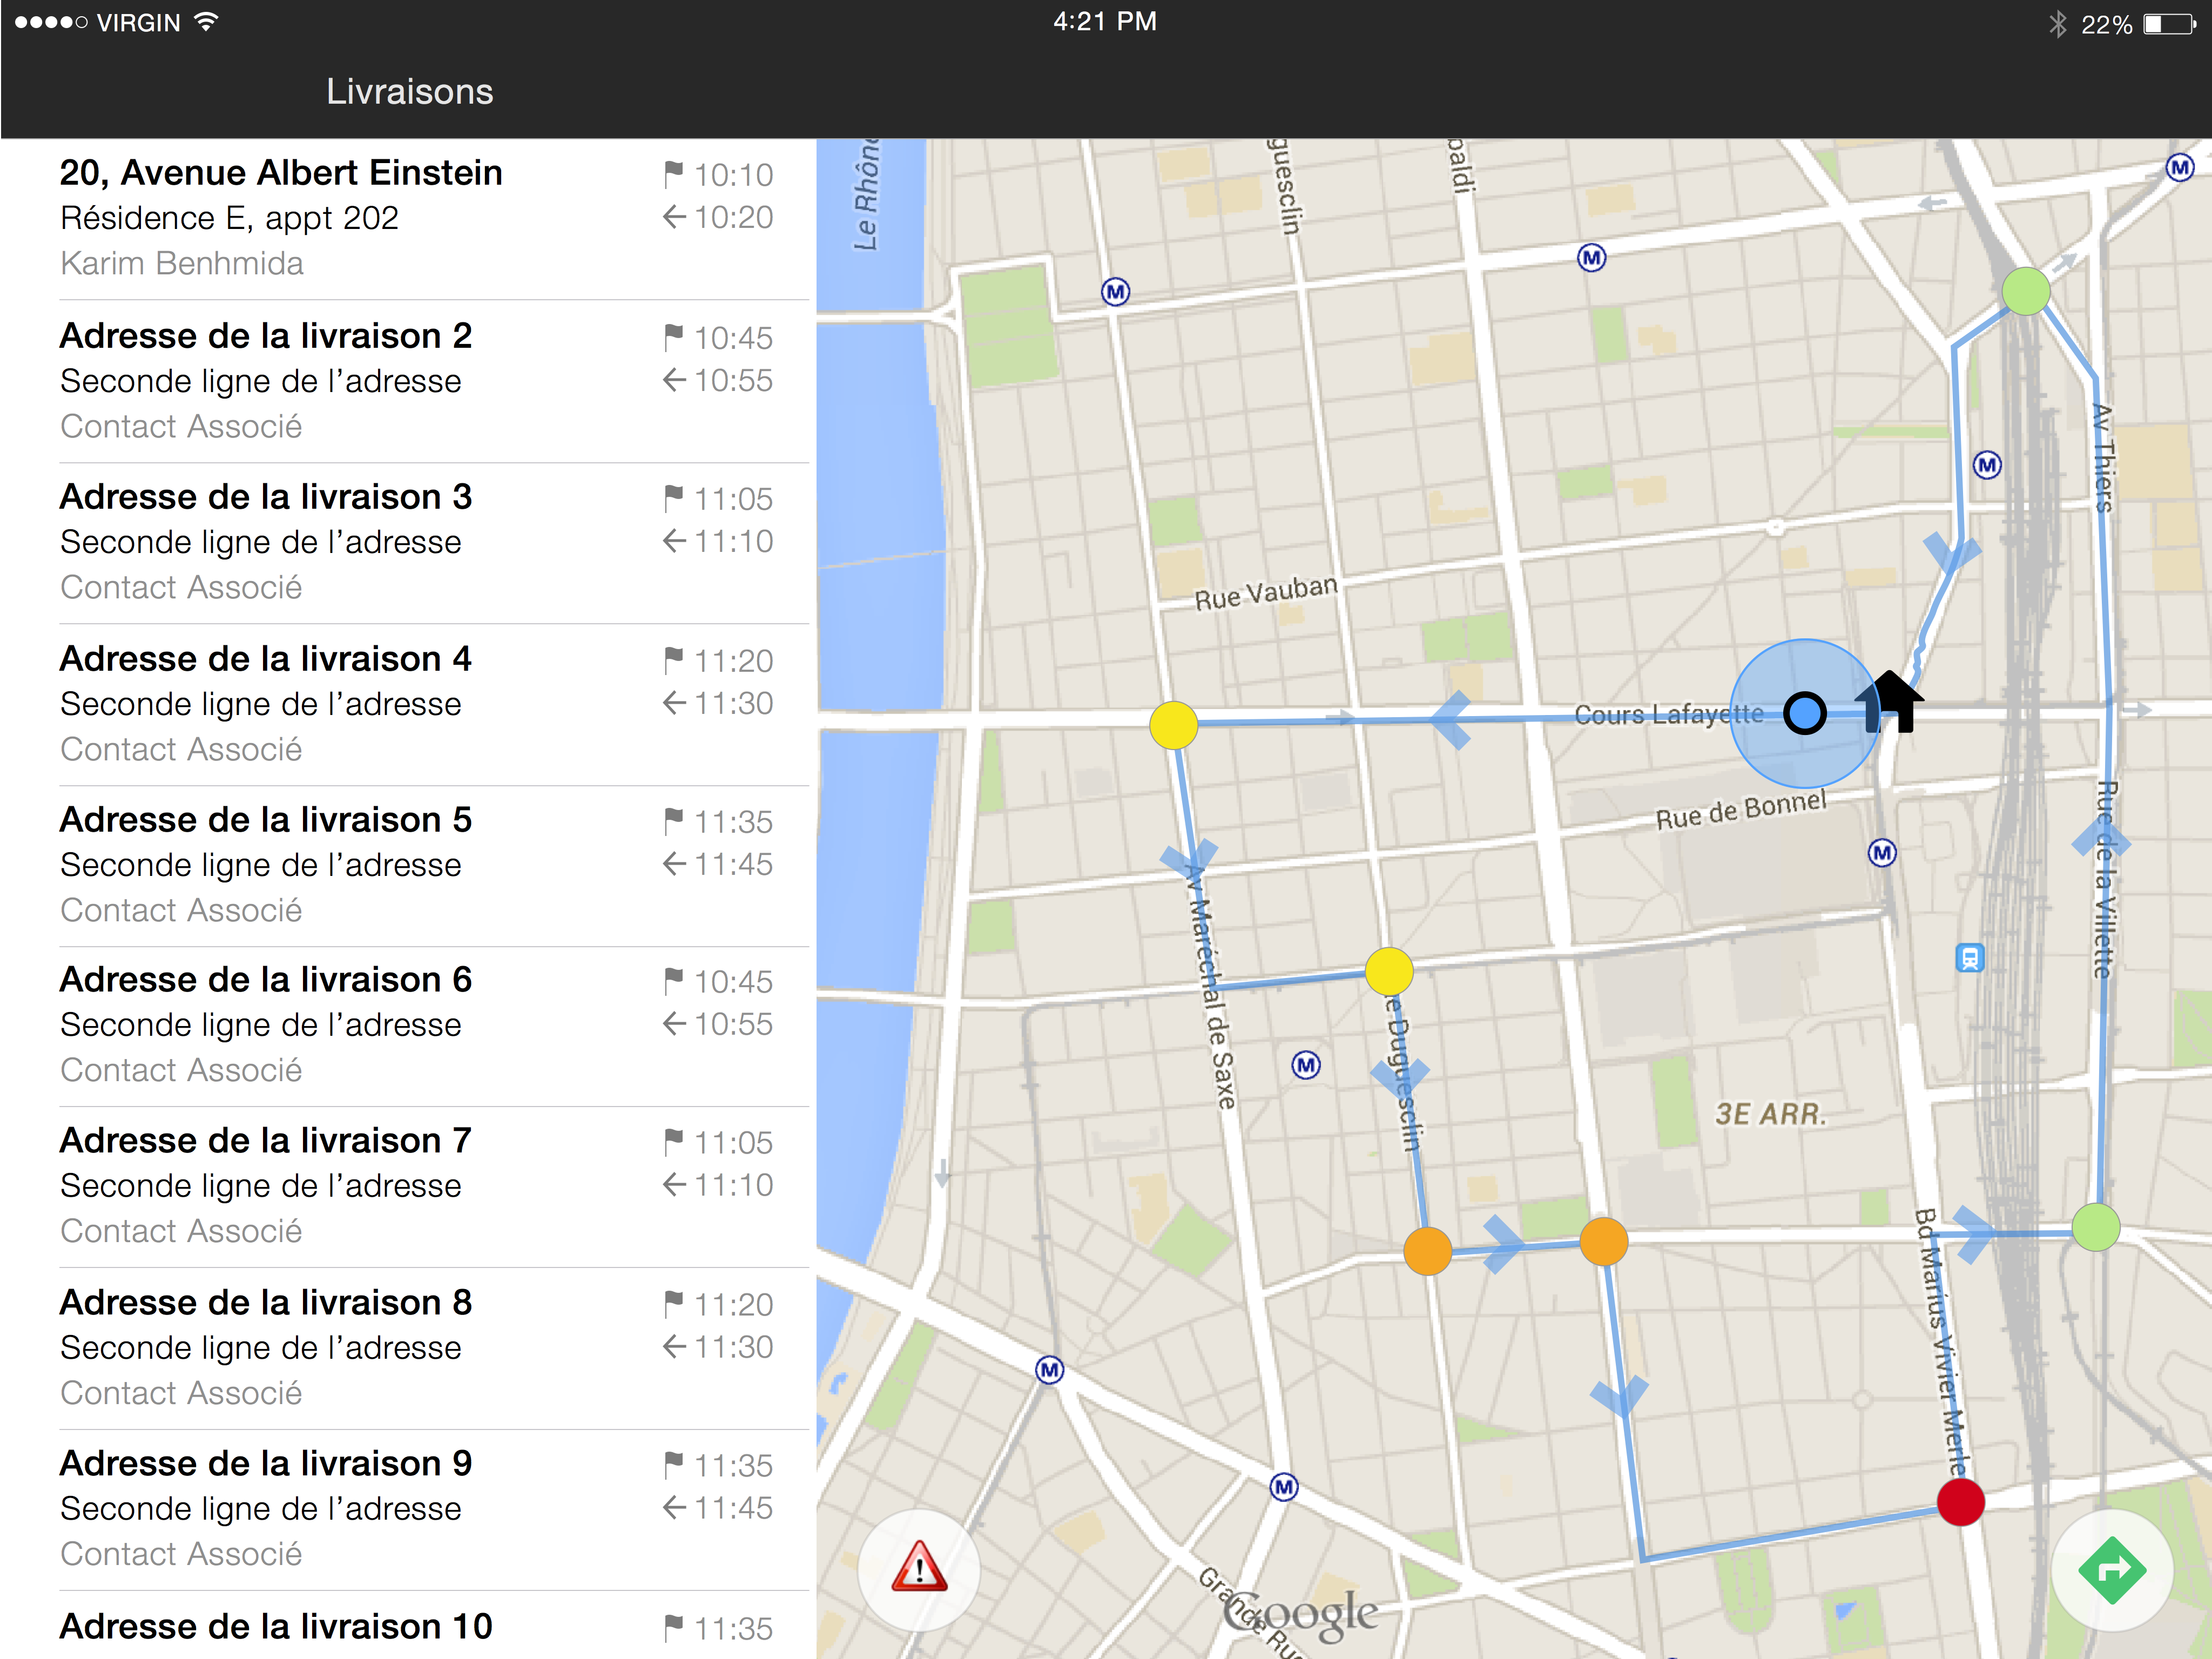 VIRGIN
4:21 PM
22%
Livraisons
20, Avenue Albert Einstein
10:10
Résidence E, appt 202
10:20
Karim Benhmida
Adresse de la livraison 2
10:45
Seconde ligne de l’adresse
10:55
Contact Associé
Adresse de la livraison 3
11:05
Seconde ligne de l’adresse
11:10
Contact Associé
Adresse de la livraison 4
11:20
Seconde ligne de l’adresse
11:30
Contact Associé
Adresse de la livraison 5
11:35
Seconde ligne de l’adresse
11:45
Contact Associé
Adresse de la livraison 6
10:45
Seconde ligne de l’adresse
10:55
Contact Associé
Adresse de la livraison 7
11:05
Seconde ligne de l’adresse
11:10
Contact Associé
Adresse de la livraison 8
11:20
Seconde ligne de l’adresse
11:30
Contact Associé
Adresse de la livraison 9
11:35
Seconde ligne de l’adresse
11:45
Contact Associé
Adresse de la livraison 10
11:35
Le Rhône
guesclin
baldi
M
M
M
M
Av Thiers
Rue Vauban
Cours Lafayette
Rue de Bonnel
M
Rue de la Villette
Av Maréchal de Saxe
e Duguesclin
M
3E ARR.
Bd Marius Vivier Merle
M
M
Grande Rue
Google